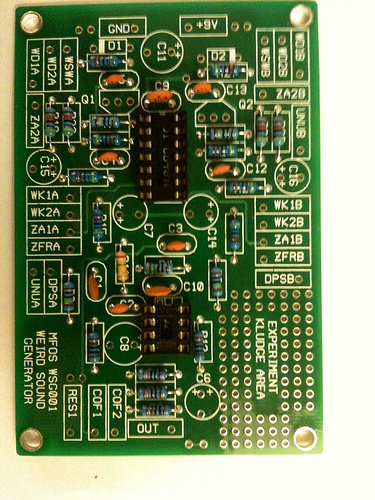 GND
+9V
D1
C11
D2
WD1A
WD2A
WSWA
WSWB
WD2B
WD1B
C9
C13
ZA2B
Q1
Q2
ZA2A
UNUB
C15
C12
C16
WK1A
WK2A
ZA1A
ZFRA
WK1B
WK2B
ZA1B
ZFRB
C7
C14
C3
DPSB
UNUA
DPSA
C10
C8
C6
EXPERIMENT
KLUDGE AREA
MFOS WSG001
WEIRD SOUND
GENERATOR
RES1
COF1
COF2
OUT